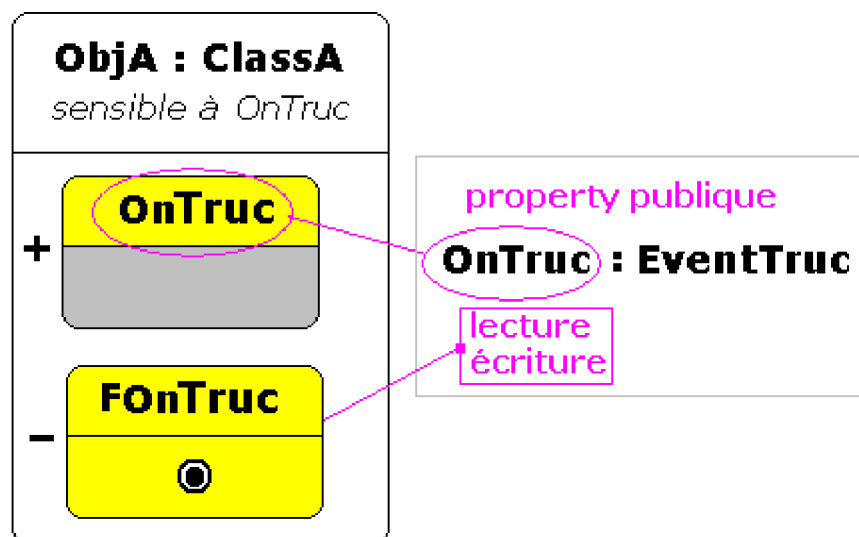 ObjA : ClassA
sensible à OnTruc
OnTruc
+
property publique
OnTruc : EventTruc
lecture
écriture
FOnTruc
–